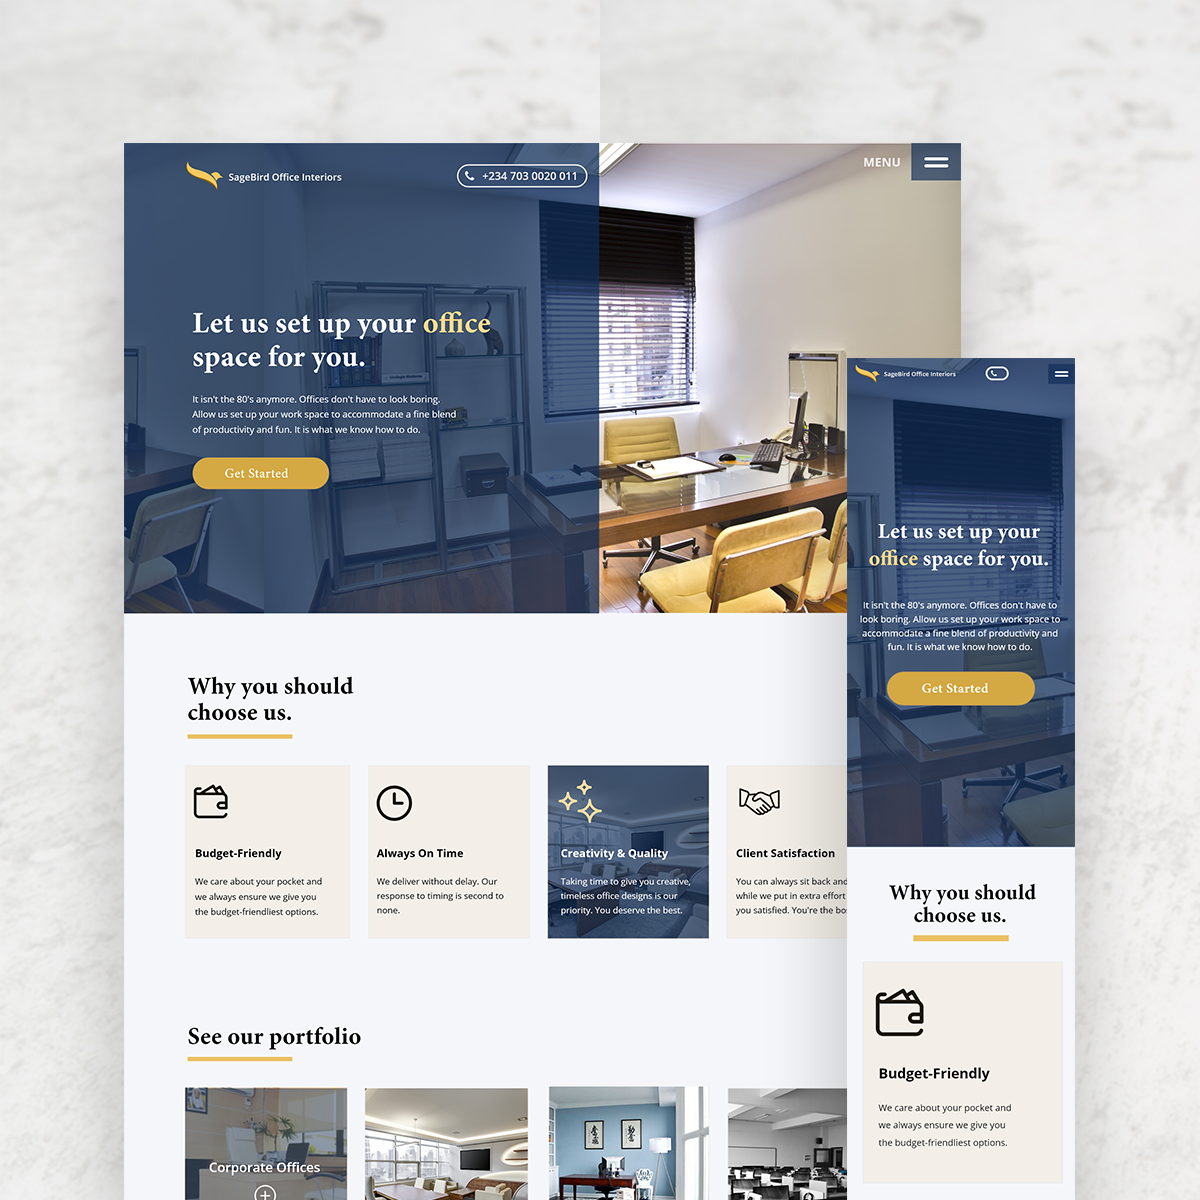 SageBird Office Interiors
+234 703 0020 011
MENU
Let us set up your office
space for you.
It isn't the 80's anymore. Offices don't have to look boring.
Allow us set up your work space to accommodate a fine blend
of productivity and fun. It is what we know how to do.
Get Started
Why you should
choose us.
Budget-Friendly
We care about your pocket and
we always ensure we give you
the budget-friendliest options.
Always On Time
We deliver without delay. Our
response to timing is second to
none.
Creativity & Quality
Taking time to give you creative,
timeless office designs is our
priority. You deserve the best.
Client Satisfaction
You can always sit back and
while we put in extra effort
you satisfied. You're the
See our portfolio
Corporate Offices
SageBird Office Interiors
Let us set up your
office space for you.
It isn't the 80's anymore. Offices don't have to
look boring. Allow us set up your work space to
accommodate a fine blend of productivity and
fun. It is what we know how to do.
Get Started
Why you should
choose us.
Budget-Friendly
We care about your pocket and
we always ensure we give you
the budget-friendliest options.